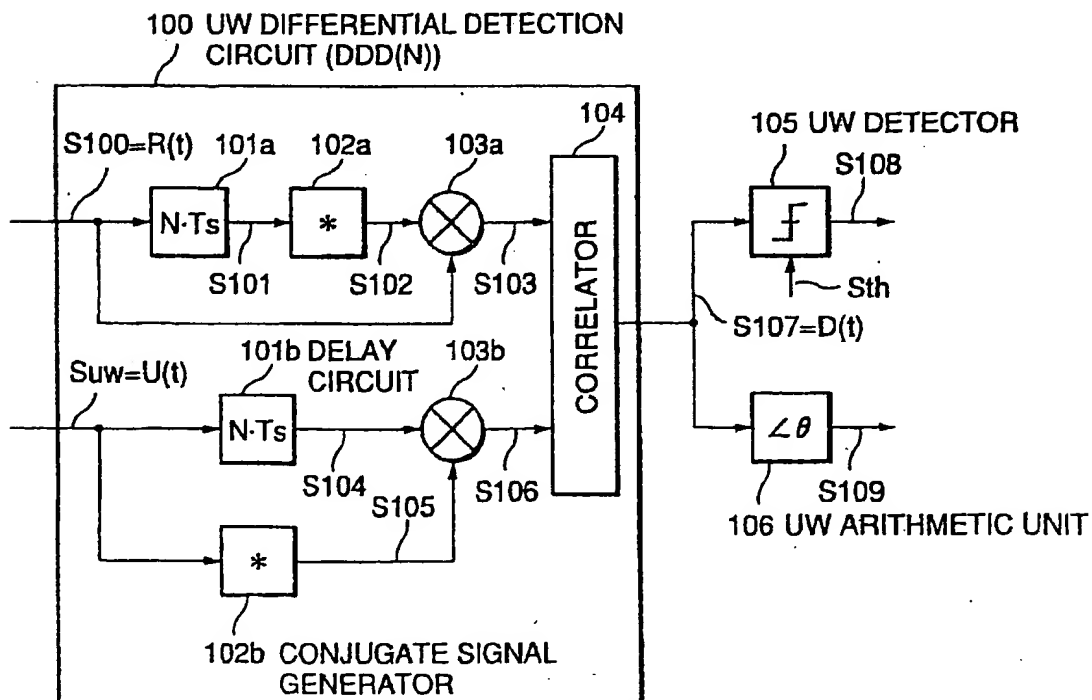 100 UW DIFFERENTIAL DETECTION
CIRCUIT (DDD(N))
S100=R(t)
101a
102a
103a
104
105 UW DETECTOR
S108
N·Ts
*
S101
S102
S103
Sth
S107=D(t)
CORRELATOR
Suw=U(t)
101b DELAY
CIRCUIT
103b
N·Ts
S104
S105
S106
∠θ
S109
106 UW ARITHMETIC UNIT
*
102b CONJUGATE SIGNAL
GENERATOR